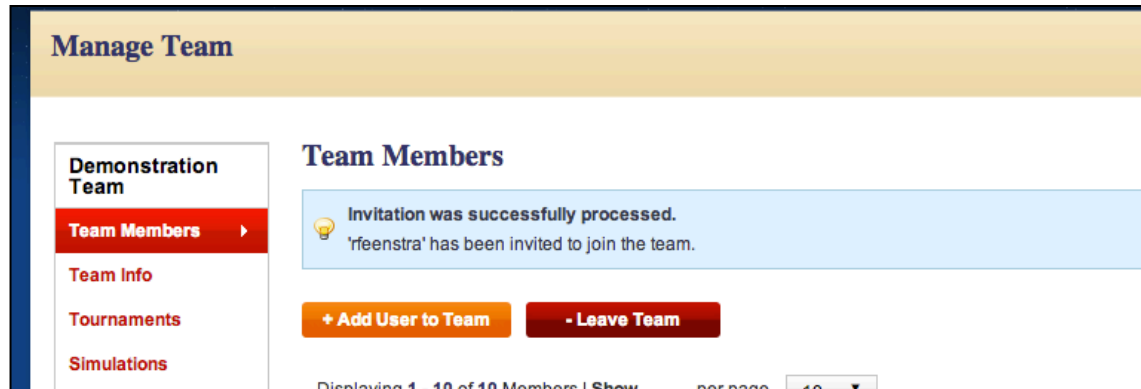 Manage Team
Demonstration
Team
Team Members
Team Info
Tournaments
Simulations
Team Members
Invitation was successfully processed.
'rfeenstra' has been invited to join the team.
+ Add User to Team
- Leave Team
Displaying 1 - 10 of 10 Members | Show
per page
10